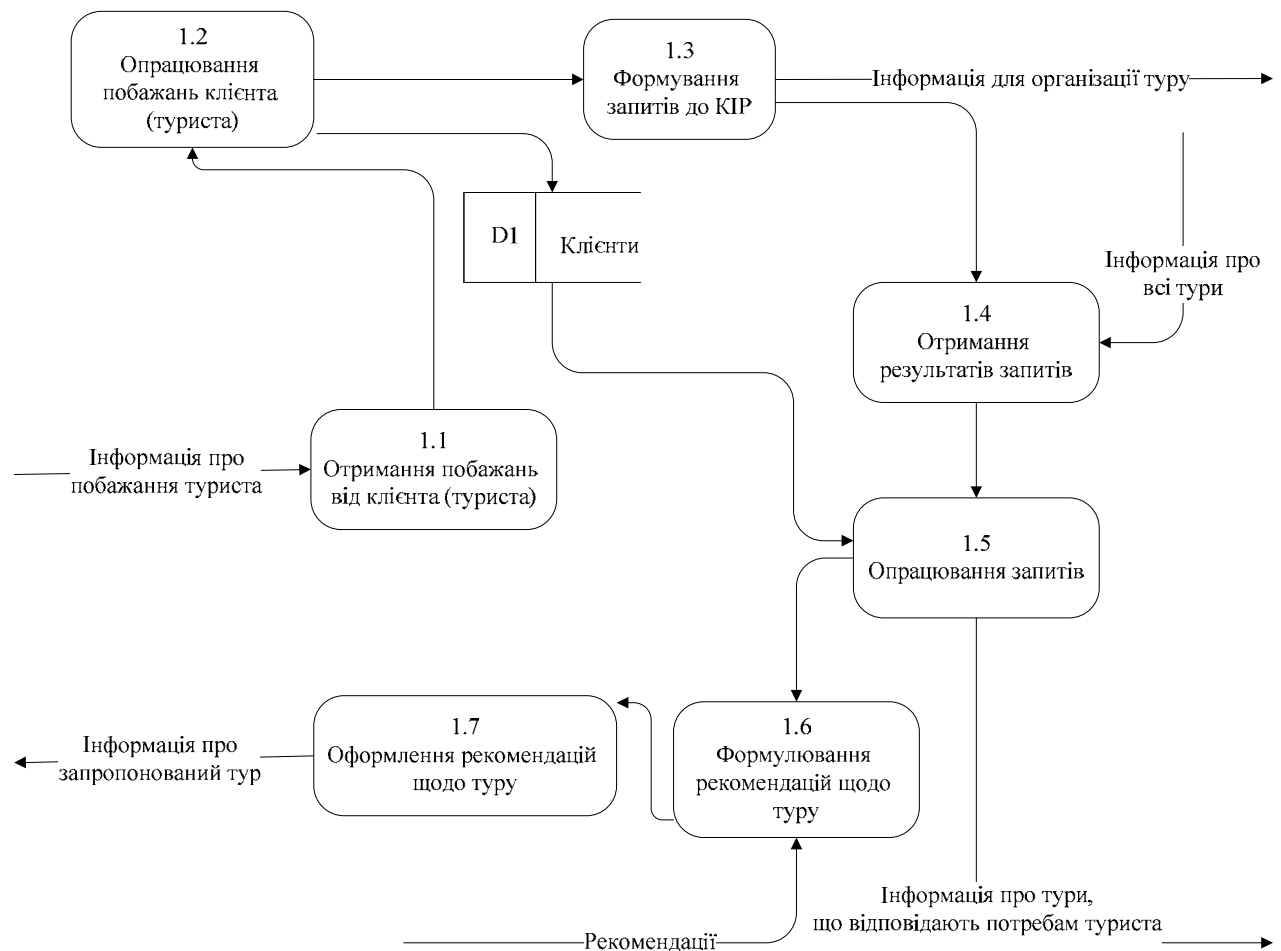 1.2
Опрацювання
побажань клієнта
(туриста)
1.3
Формування
запитів до КІР
Інформація для організації туру
D1
Клієнти
Інформація про
всі тури
1.4
Отримання
результатів запитів
1.1
Отримання побажань
від клієнта (туриста)
Інформація про
побажання туриста
1.5
Опрацювання запитів
1.7
Оформлення рекомендацій
щодо туру
Інформація про
запропонований тур
1.6
Формулювання
рекомендацій щодо
туру
Інформація про тури,
що відповідають потребам туриста
Рекомендації